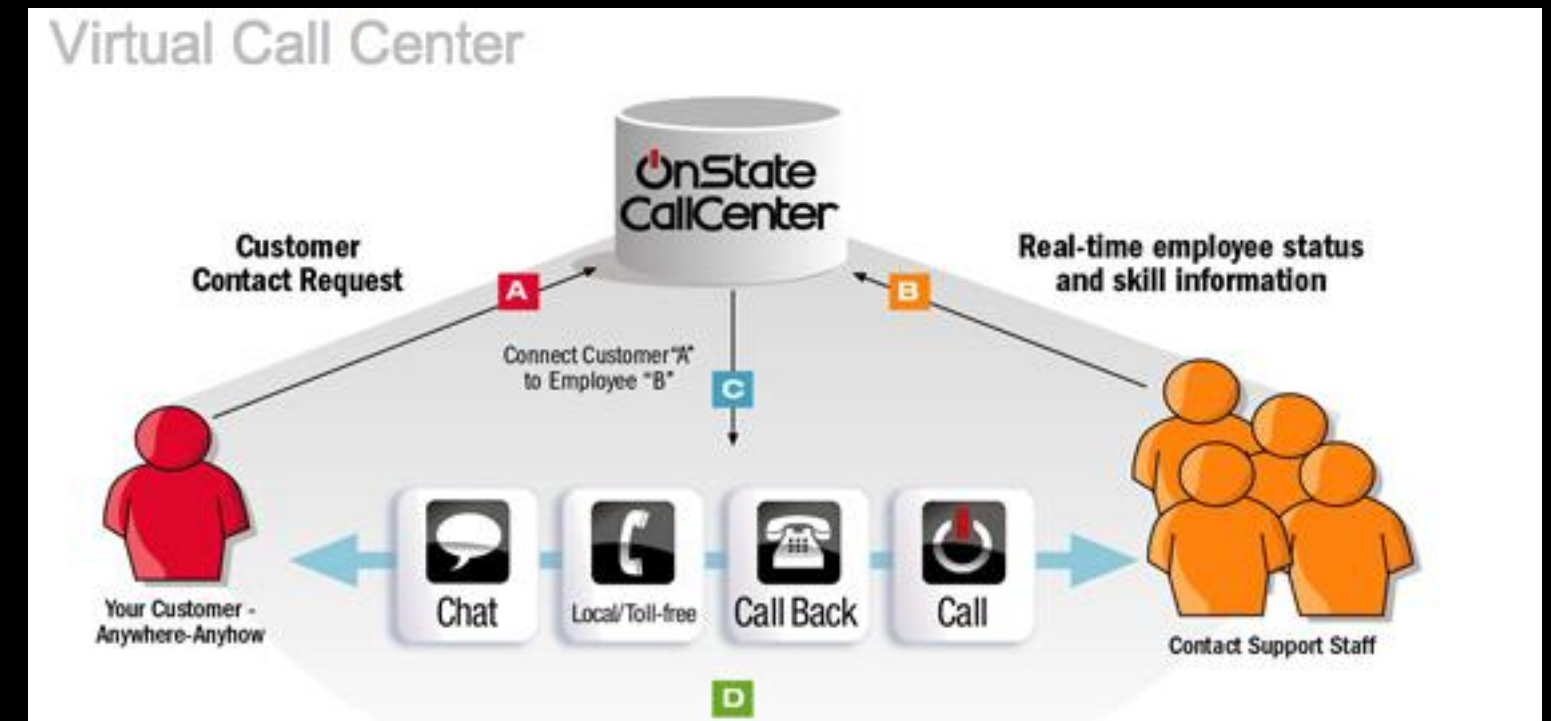 Virtual Call Center
OnState
CallCenter
Customer
Contact Request
Real-time employee status
and skill information
A
B
Connect Customer "A"
to Employee "B"
C
Chat
Local/Toll-free
Call Back
Call
Your Customer -
Anywhere-Anyhow
Contact Support Staff
D